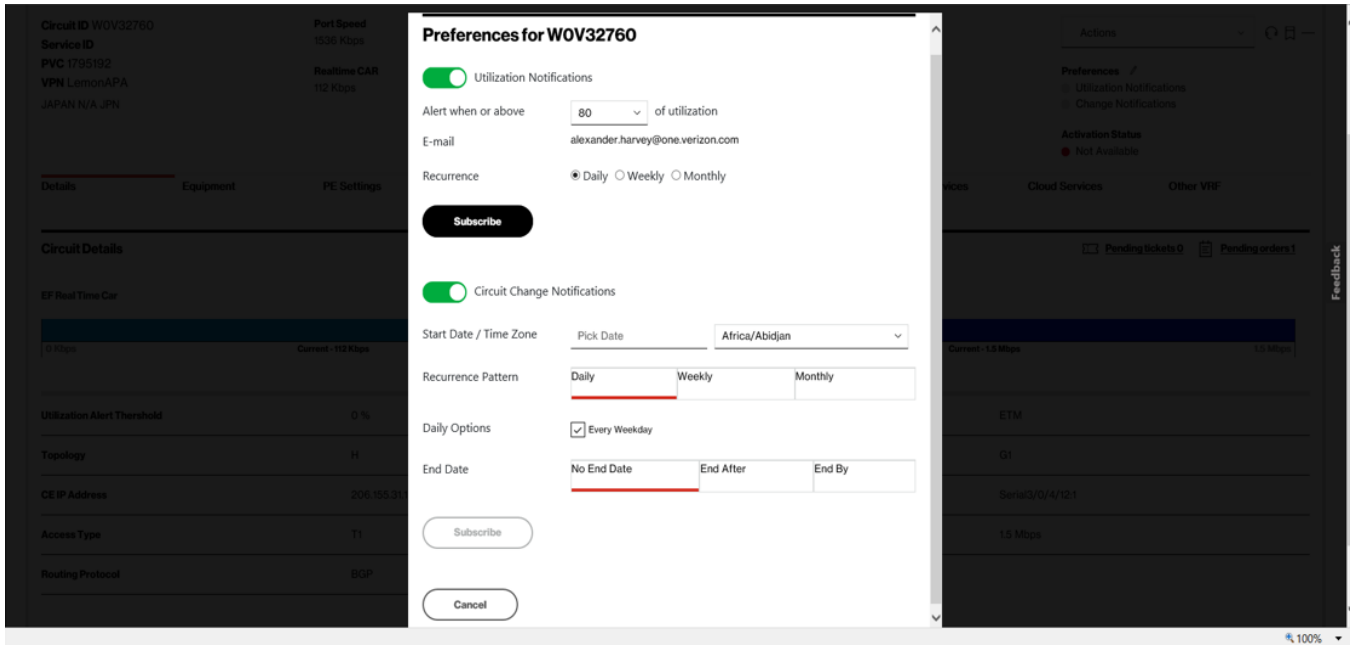 Circuit ID W0V32760
Service ID
PVC 1795192
VPN LemonAPA
JAPAN N/A JPN
Port Speed
1536 Kbps
Realtime CAR
112 Kbps
Actions
Preferences
Utilization Notifications
Change Notifications
Activation Status
Not Available
Preferences for W0V32760
Utilization Notifications
Alert when or above 80 of utilization
E-mail alexander.harvey@one.verizon.com
Recurrence Daily Weekly Monthly
Subscribe
Circuit Change Notifications
Start Date / Time Zone Pick Date Africa/Abidjan
Recurrence Pattern Daily Weekly Monthly
Daily Options Every Weekday
End Date No End Date End After End By
Subscribe
Cancel
Details Equipment PE Settings vices Cloud Services Other VRF
Circuit Details Pending tickets 0 Pending orders 1
EF Real Time Car
0 Kbps Current - 112 Kbps Current - 1.5 Mbps 1.5 Mbps
Utilization Alert Thershold 0 % ETM
Topology H G1
CE IP Address 206.155.31.1 Serial3/0/4/12:1
Access Type T1 1.5 Mbps
Routing Protocol BGP
Feedback
100%